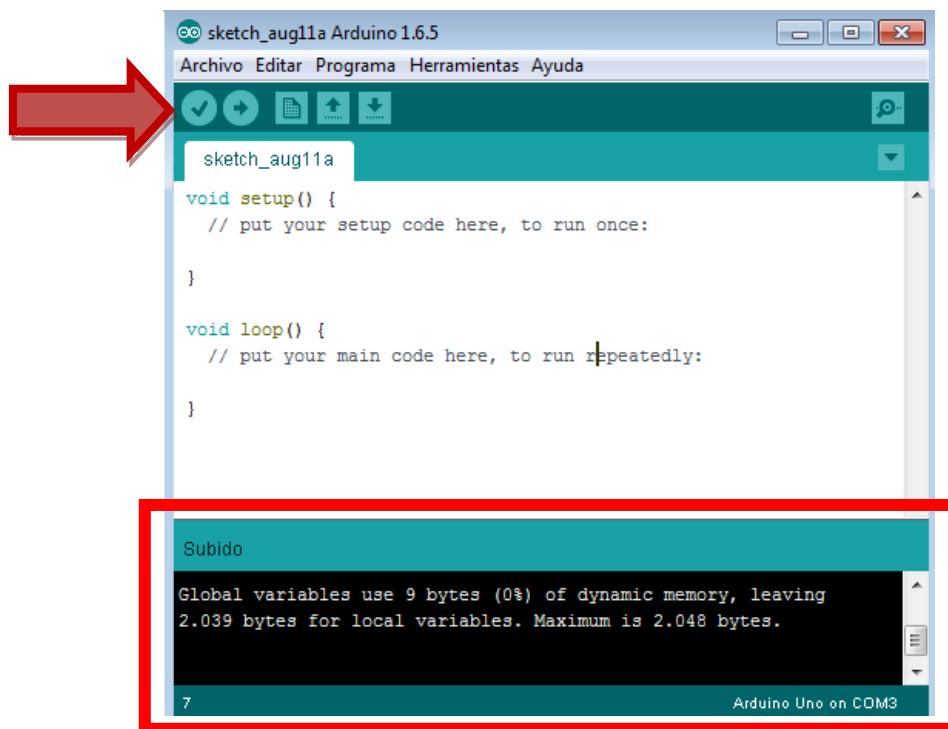 sketch_aug11a Arduino 1.6.5
Archivo Editar Programa Herramientas Ayuda
sketch_aug11a
void setup() {
// put your setup code here, to run once:
}
void loop() {
// put your main code here, to run repeatedly:
}
Subido
Global variables use 9 bytes (0%) of dynamic memory, leaving
2.039 bytes for local variables. Maximum is 2.048 bytes.
7 Arduino Uno on COM3